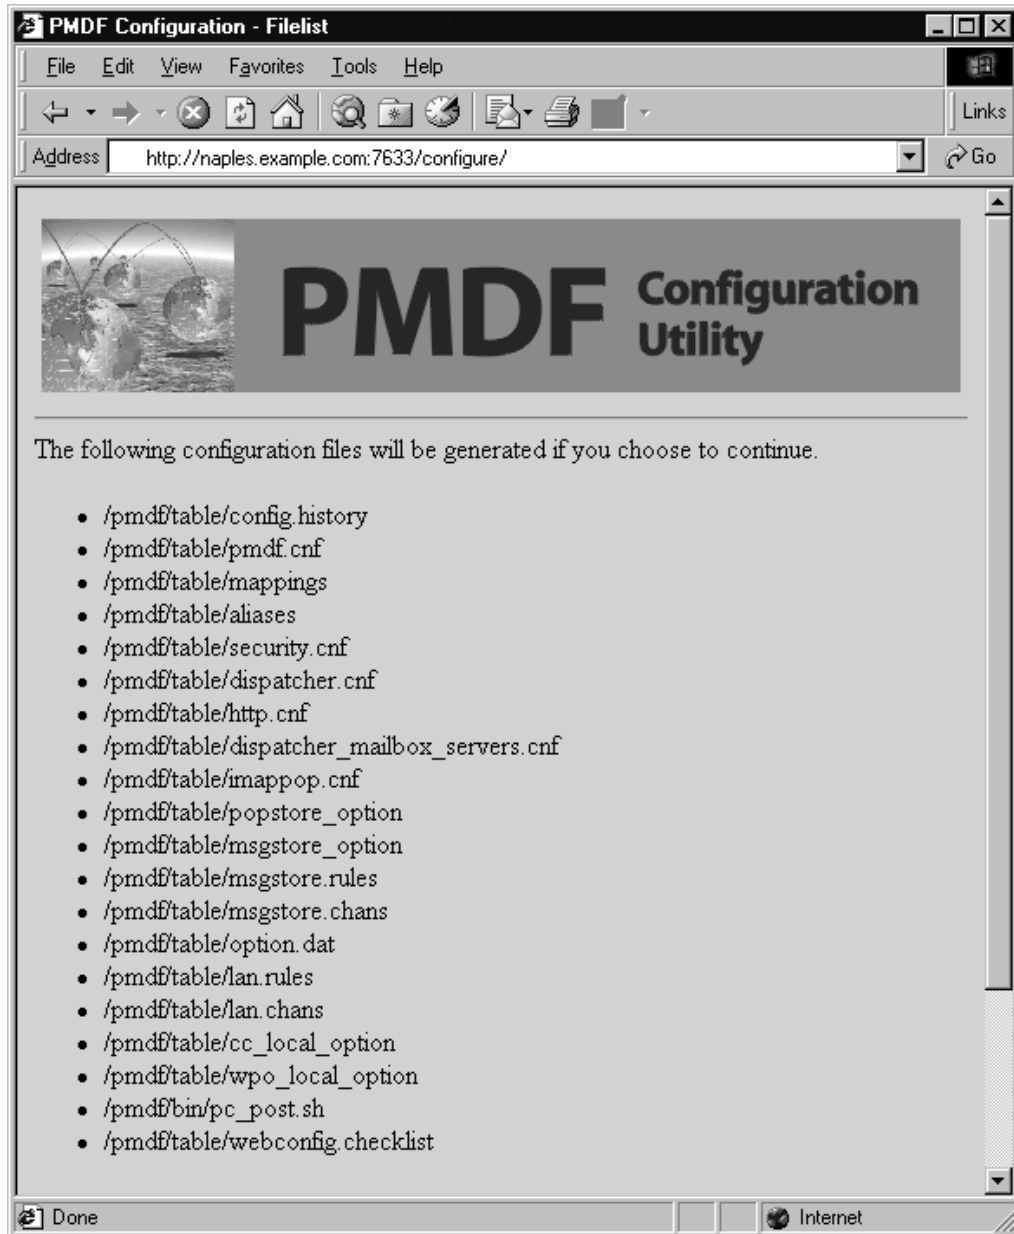 PMDF Configuration - Filelist
File Edit View Favorites Tools Help
Links
Address http://naples.example.com:7633/configure/ Go
PMDF Configuration
Utility
The following configuration files will be generated if you choose to continue.
• /pmdf/table/config.history
• /pmdf/table/pmdf.cnf
• /pmdf/table/mappings
• /pmdf/table/aliases
• /pmdf/table/security.cnf
• /pmdf/table/dispatcher.cnf
• /pmdf/table/http.cnf
• /pmdf/table/dispatcher_mailbox_servers.cnf
• /pmdf/table/imappop.cnf
• /pmdf/table/popstore_option
• /pmdf/table/msgstore_option
• /pmdf/table/msgstore.rules
• /pmdf/table/msgstore.chans
• /pmdf/table/option.dat
• /pmdf/table/lan.rules
• /pmdf/table/lan.chans
• /pmdf/table/cc_local_option
• /pmdf/table/wpo_local_option
• /pmdf/bin/pc_post.sh
• /pmdf/table/webconfig.checklist
Done Internet